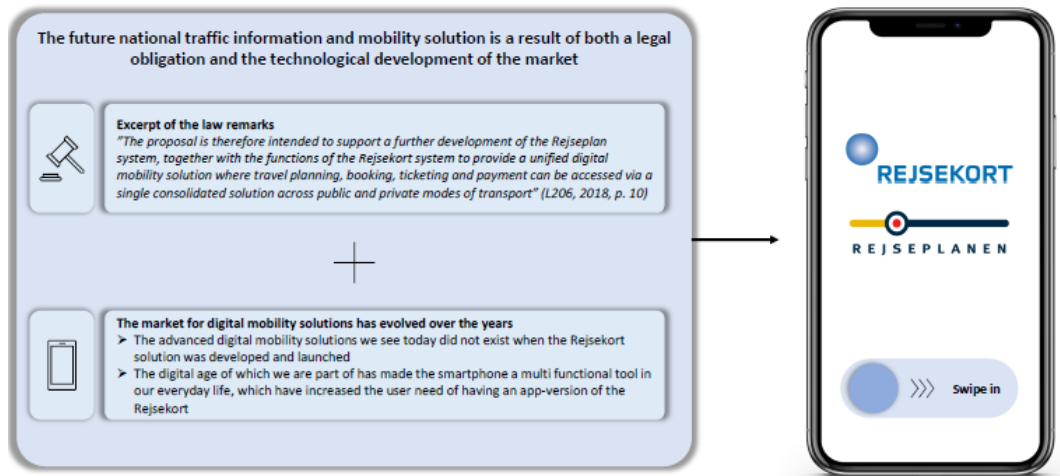 The future national traffic information and mobility solution is a result of both a legal
obligation and the technological development of the market
Excerpt of the law remarks
"The proposal is therefore intended to support a further development of the Rejseplan
system, together with the functions of the Rejsekort system to provide a unified digital
mobility solution where travel planning, booking, ticketing and payment can be accessed via a
single consolidated solution across public and private modes of transport" (L206, 2018, p. 10)
The market for digital mobility solutions has evolved over the years
➢ The advanced digital mobility solutions we see today did not exist when the Rejsekort
solution was developed and launched
➢ The digital age of which we are part of has made the smartphone a multi functional tool in
our everyday life, which have increased the user need of having an app-version of the
Rejsekort
REJSEKORT
REJSEPLANEN
Swipe in